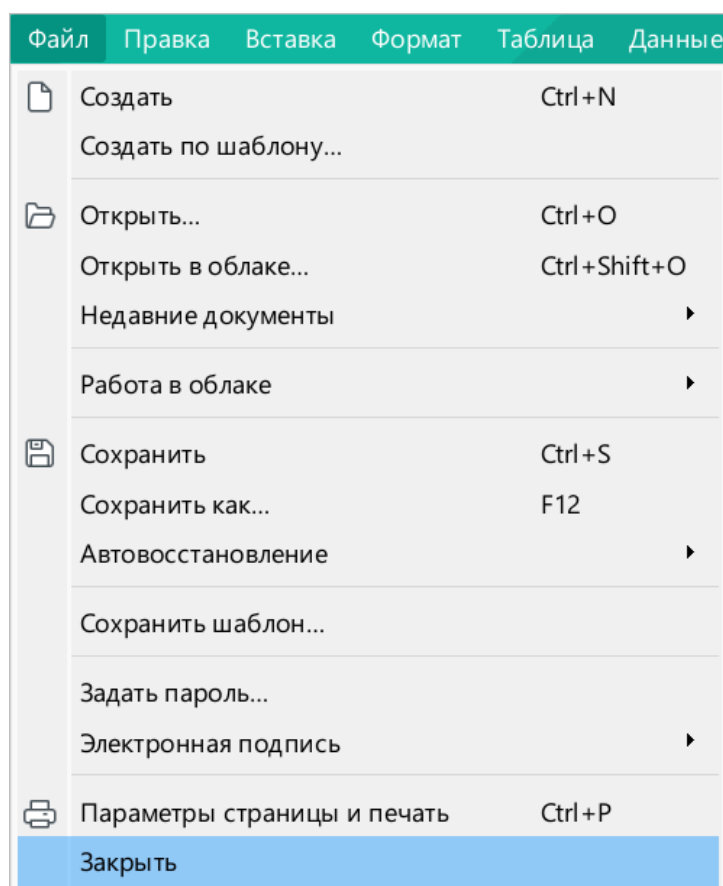 Файл Правка Вставка Формат Таблица Данные
Создать Ctrl+N
Создать по шаблону...
Открыть... Ctrl+O
Открыть в облаке... Ctrl+Shift+O
Недавние документы
Работа в облаке
Сохранить Ctrl+S
Сохранить как... F12
Автовосстановление
Сохранить шаблон...
Задать пароль...
Электронная подпись
Параметры страницы и печать Ctrl+P
Закрыть